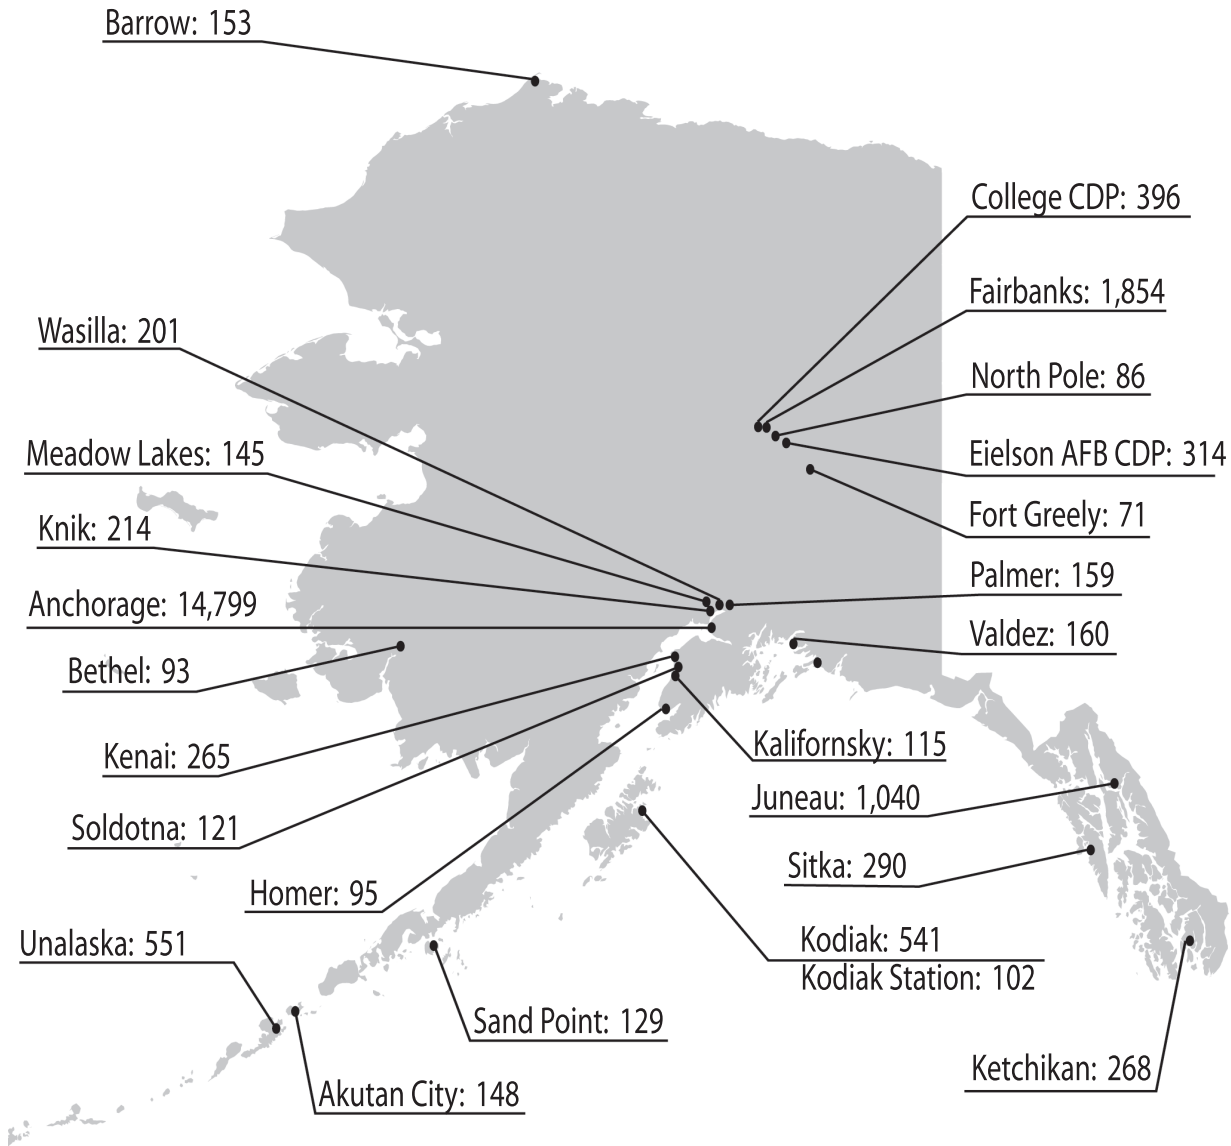 Barrow: 153
College CDP: 396
Fairbanks: 1,854
Wasilla: 201
North Pole: 86
Meadow Lakes: 145
Eielson AFB CDP: 314
Knik: 214
Fort Greely: 71
Palmer: 159
Anchorage: 14,799
Valdez: 160
Bethel: 93
Kenai: 265
Kalifornsky: 115
Juneau: 1,040
Soldotna: 121
Sitka: 290
Homer: 95
Unalaska: 551
Kodiak: 541
Kodiak Station: 102
Sand Point: 129
Ketchikan: 268
Akutan City: 148